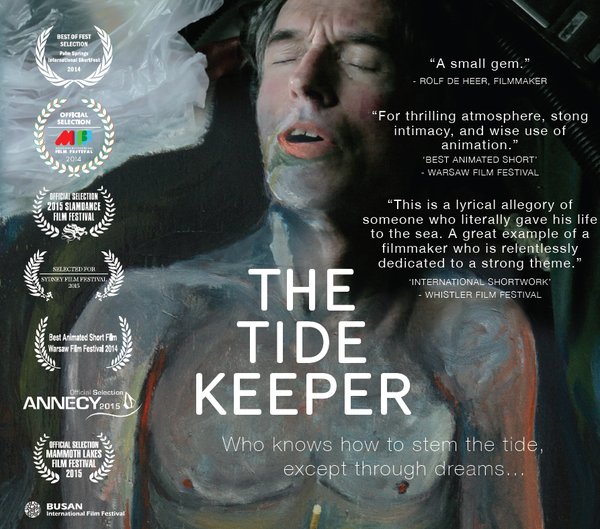 BEST OF FEST
SELECTION
Palm Springs
International ShortFest
2014
OFFICIAL
SELECTION
FILM FESTIVAL
2014
OFFICIAL SELECTION
2015 SLAMDANCE
FILM FESTIVAL
SELECTED FOR
SYDNEY FILM FESTIVAL
2015
Best Animated Short Film
Warsaw Film Festival 2014
Official Selection
ANNECY 2015
OFFICIAL SELECTION
MAMMOTH LAKES
FILM FESTIVAL
2015
BUSAN
International Film Festival
“A small gem.”
- ROLF DE HEER, FILMMAKER
“For thrilling atmosphere, stong
intimacy, and wise use of
animation.”
‘BEST ANIMATED SHORT’
- WARSAW FILM FESTIVAL
“This is a lyrical allegory of
someone who literally gave his life
to the sea. A great example of a
filmmaker who is relentlessly
dedicated to a strong theme.”
‘INTERNATIONAL SHORTWORK’
- WHISTLER FILM FESTIVAL
THE
TIDE
KEEPER
Who knows how to stem the tide,
except through dreams...